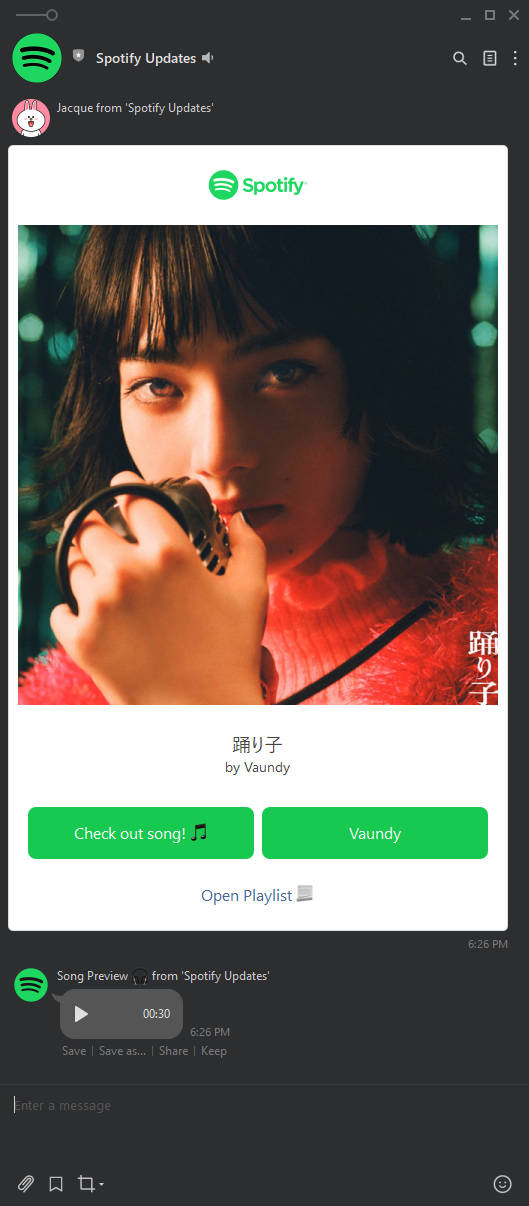 Spotify Updates
Jacque from 'Spotify Updates'
Spotify
踊り子
踊り子
by Vaundy
Check out song! 🎵
Vaundy
Open Playlist
6:26 PM
Song Preview 🎧 from 'Spotify Updates'
00:30
6:26 PM
Save | Save as... | Share | Keep
Enter a message